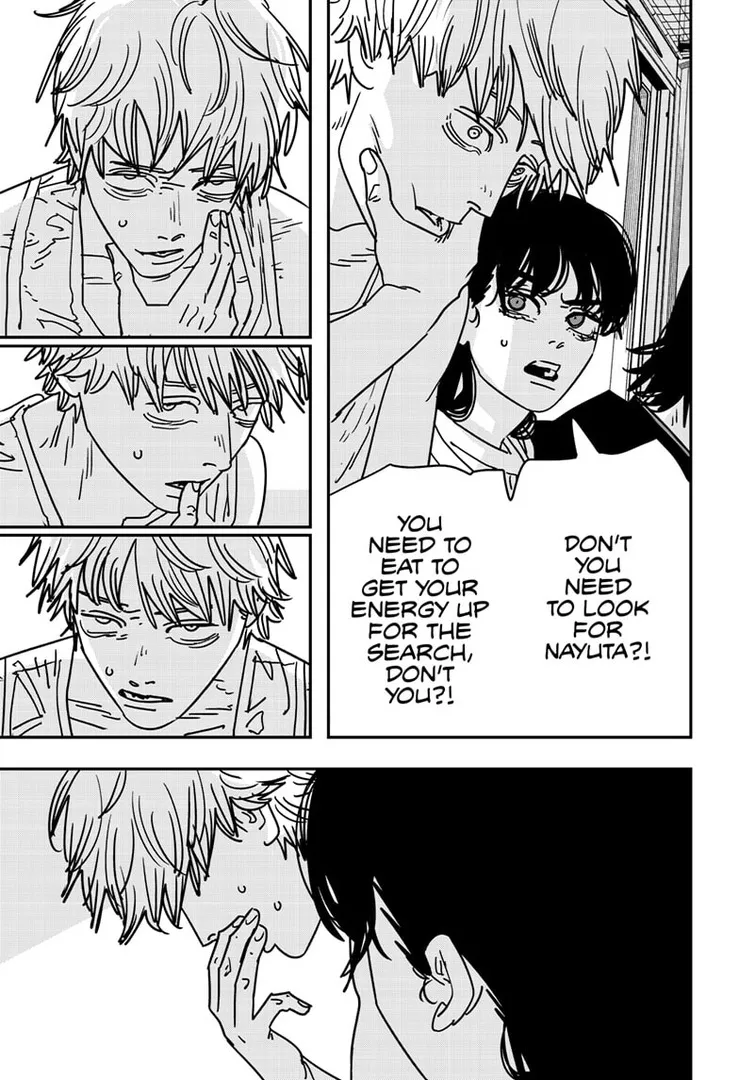 DON'T
YOU
NEED
TO LOOK
FOR
NAYUTA?!
YOU
NEED TO
EAT TO
GET YOUR
ENERGY UP
FOR THE
SEARCH,
DON'T
YOU?!